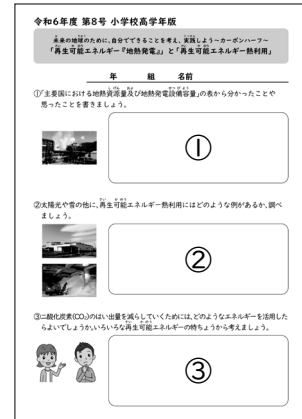 令和6年度 第8号 小学校高学年版
未来の地球のために、自分でできることを考え、実践しよう～カーボンハーフ～
「再生可能エネルギー『地熱発電』」と「再生可能エネルギー熱利用」
年 組 名前
①「主要国における地熱資源量及び地熱発電設備容量」の表から分かったことや
思ったことを書きましょう。
①
②太陽光や雪の他に、再生可能エネルギー熱利用にはどのような例があるか、調べ
ましょう。
②
③二酸化炭素(CO₂)のはい出量を減らしていくためには、どのようなエネルギーを活用した
らよいでしょうか。いろいろな再生可能エネルギーの特ちょうから考えましょう。
③